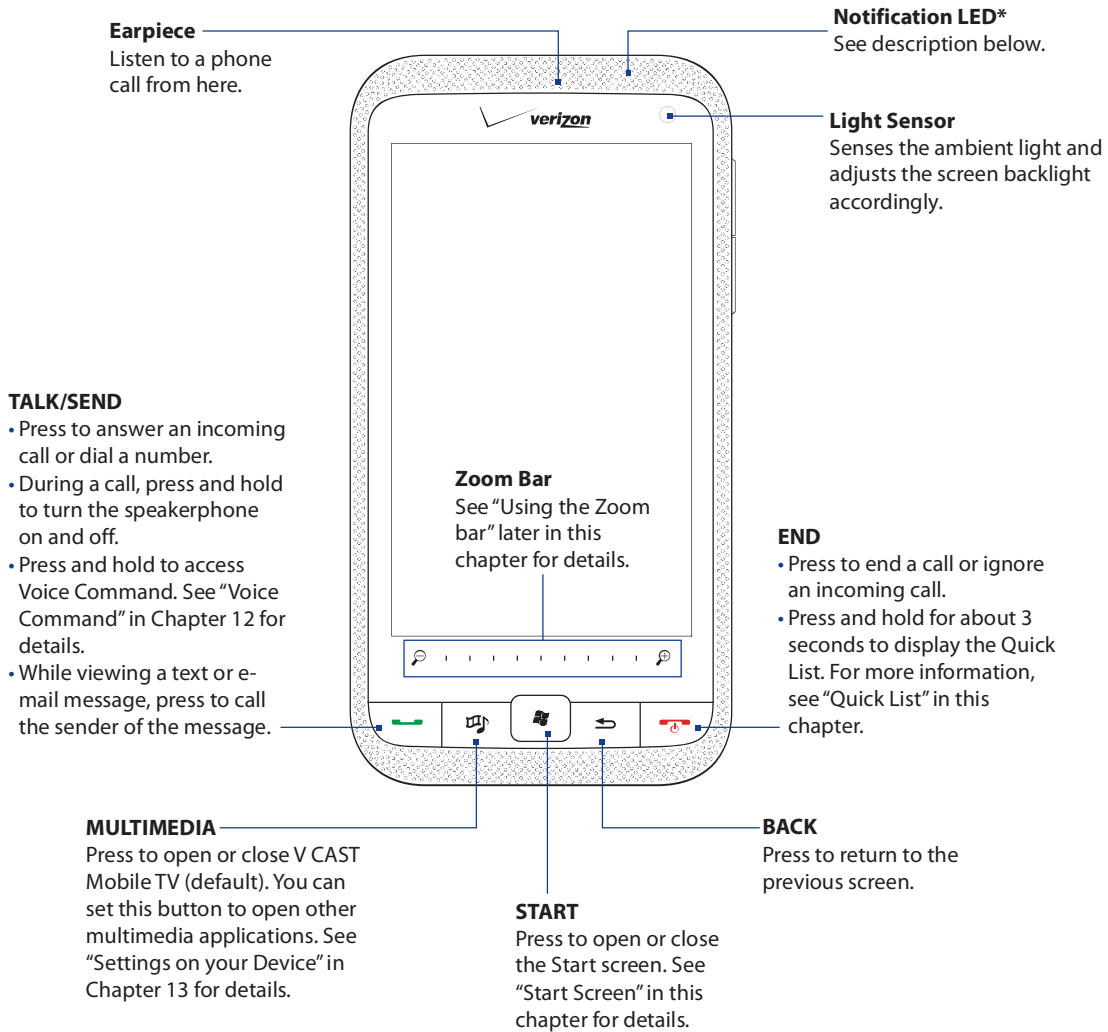 Earpiece
Listen to a phone
call from here.
Notification LED*
See description below.
verizon
Light Sensor
Senses the ambient light and
adjusts the screen backlight
accordingly.
TALK/SEND
• Press to answer an incoming
call or dial a number.
• During a call, press and hold
to turn the speakerphone
on and off.
• Press and hold to access
Voice Command. See “Voice
Command” in Chapter 12 for
details.
• While viewing a text or e-
mail message, press to call
the sender of the message.
Zoom Bar
See “Using the Zoom
bar” later in this
chapter for details.
END
• Press to end a call or ignore
an incoming call.
• Press and hold for about 3
seconds to display the Quick
List. For more information,
see “Quick List” in this
chapter.
MULTIMEDIA
Press to open or close V CAST
Mobile TV (default). You can
set this button to open other
multimedia applications. See
“Settings on your Device” in
Chapter 13 for details.
START
Press to open or close
the Start screen. See
“Start Screen” in this
chapter for details.
BACK
Press to return to the
previous screen.